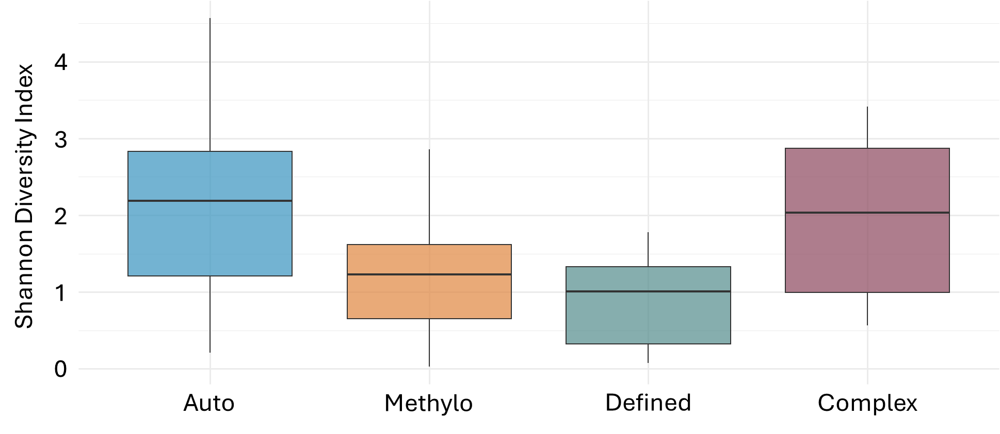 Shannon Diversity Index
4
3
2
1
0
Auto
Methylo
Defined
Complex